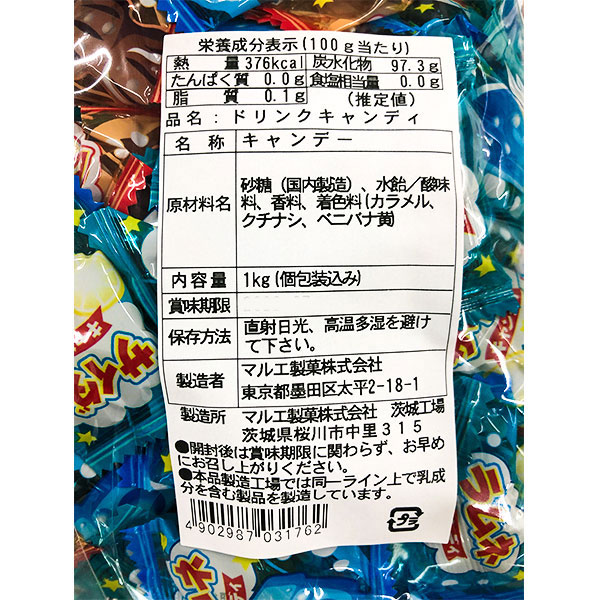 栄養成分表示(100g当たり)
熱 量 376kcal 炭水化物 97.3g
たんぱく質 0.0g 食塩相当量 0.0g
脂 質 0.1g (推定値)
品名:ドリンクキャンディ
名 称 キャンデー
原材料名 砂糖(国内製造)、水飴/酸味
料、香料、着色料(カラメル、
クチナシ、ベニバナ黄)
内容量 1kg(個包装込み)
賞味期限
保存方法 直射日光、高温多湿を避け
て下さい。
製造者 マルエ製菓株式会社
東京都墨田区太平2-18-1
製造所 マルエ製菓株式会社 茨城工場
茨城県桜川市中里315
●開封後は賞味期限に関わらず、お早め
にお召し上がりください。
●本品製造工場では同一ライン上で乳成
分を含む製品を製造しています。
4902987031762
プラ
サイダ
ラムネ